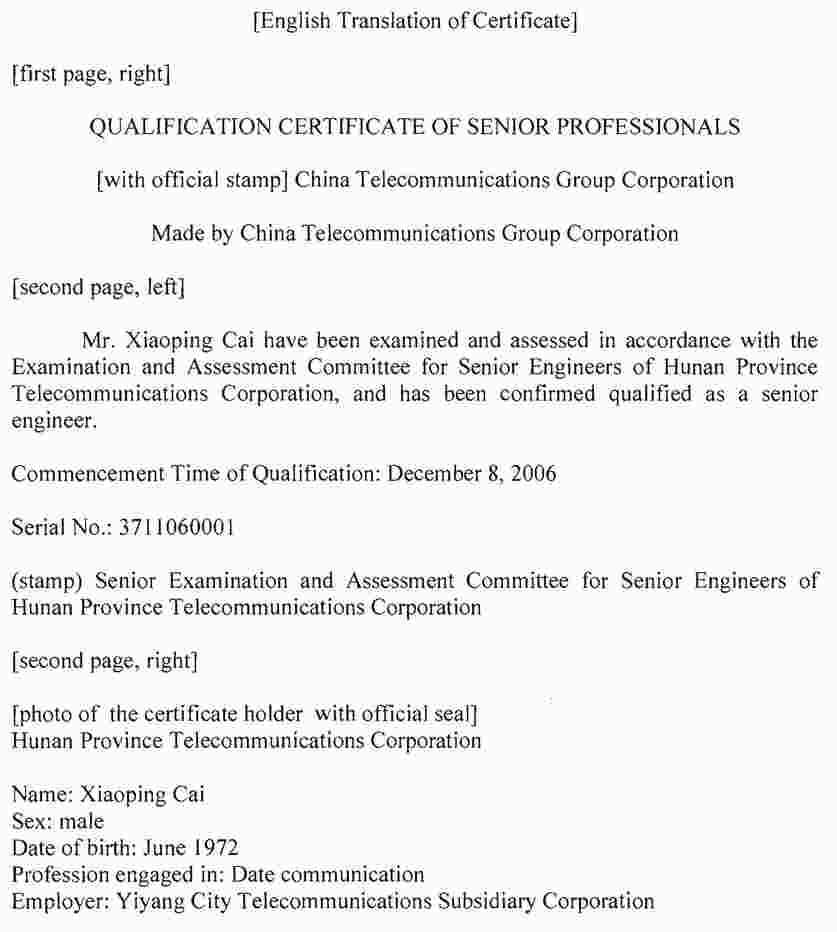 [English Translation of Certificate]
[first page, right]
QUALIFICATION CERTIFICATE OF SENIOR PROFESSIONALS
[with official stamp] China Telecommunications Group Corporation
Made by China Telecommunications Group Corporation
[second page, left]
Mr. Xiaoping Cai have been examined and assessed in accordance with the
Examination and Assessment Committee for Senior Engineers of Hunan Province
Telecommunications Corporation, and has been confirmed qualified as a senior
engineer.
Commencement Time of Qualification: December 8, 2006
Serial No.: 3711060001
(stamp) Senior Examination and Assessment Committee for Senior Engineers of
Hunan Province Telecommunications Corporation
[second page, right]
[photo of the certificate holder with official seal]
Hunan Province Telecommunications Corporation
Name: Xiaoping Cai
Sex: male
Date of birth: June 1972
Profession engaged in: Date communication
Employer: Yiyang City Telecommunications Subsidiary Corporation